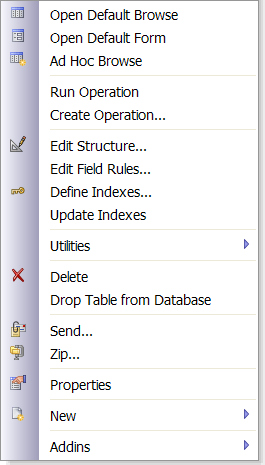 Open Default Browse
Open Default Form
Ad Hoc Browse
Run Operation
Create Operation...
Edit Structure...
Edit Field Rules...
Define Indexes...
Update Indexes
Utilities
Delete
Drop Table from Database
Send...
Zip...
Properties
New
Addins